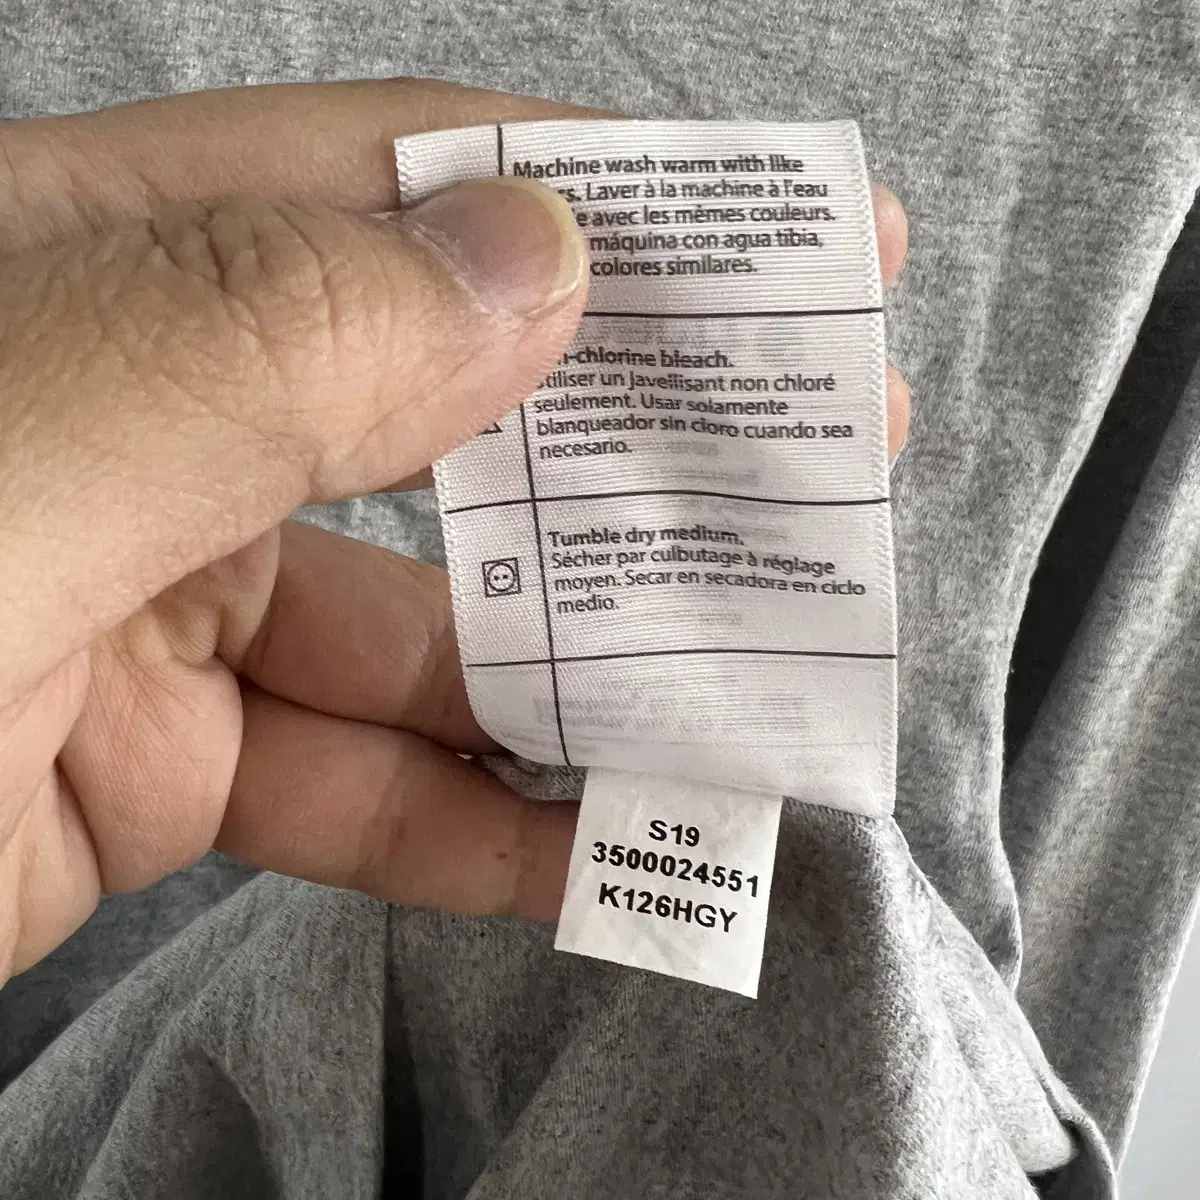 Machine wash warm with like
Laver à la machine à l'eau
avec les mêmes couleurs.
máquina con agua tibia,
colores similares.
-chlorine bleach.
un javellisant non chloré
seulement. Usar solamente
blanqueador sin cloro cuando sea
necesario.
Tumble dry medium.
Sécher par culbutage à réglage
moyen. Secar en secadora en ciclo
medio.
S19
3500024551
K126HGY